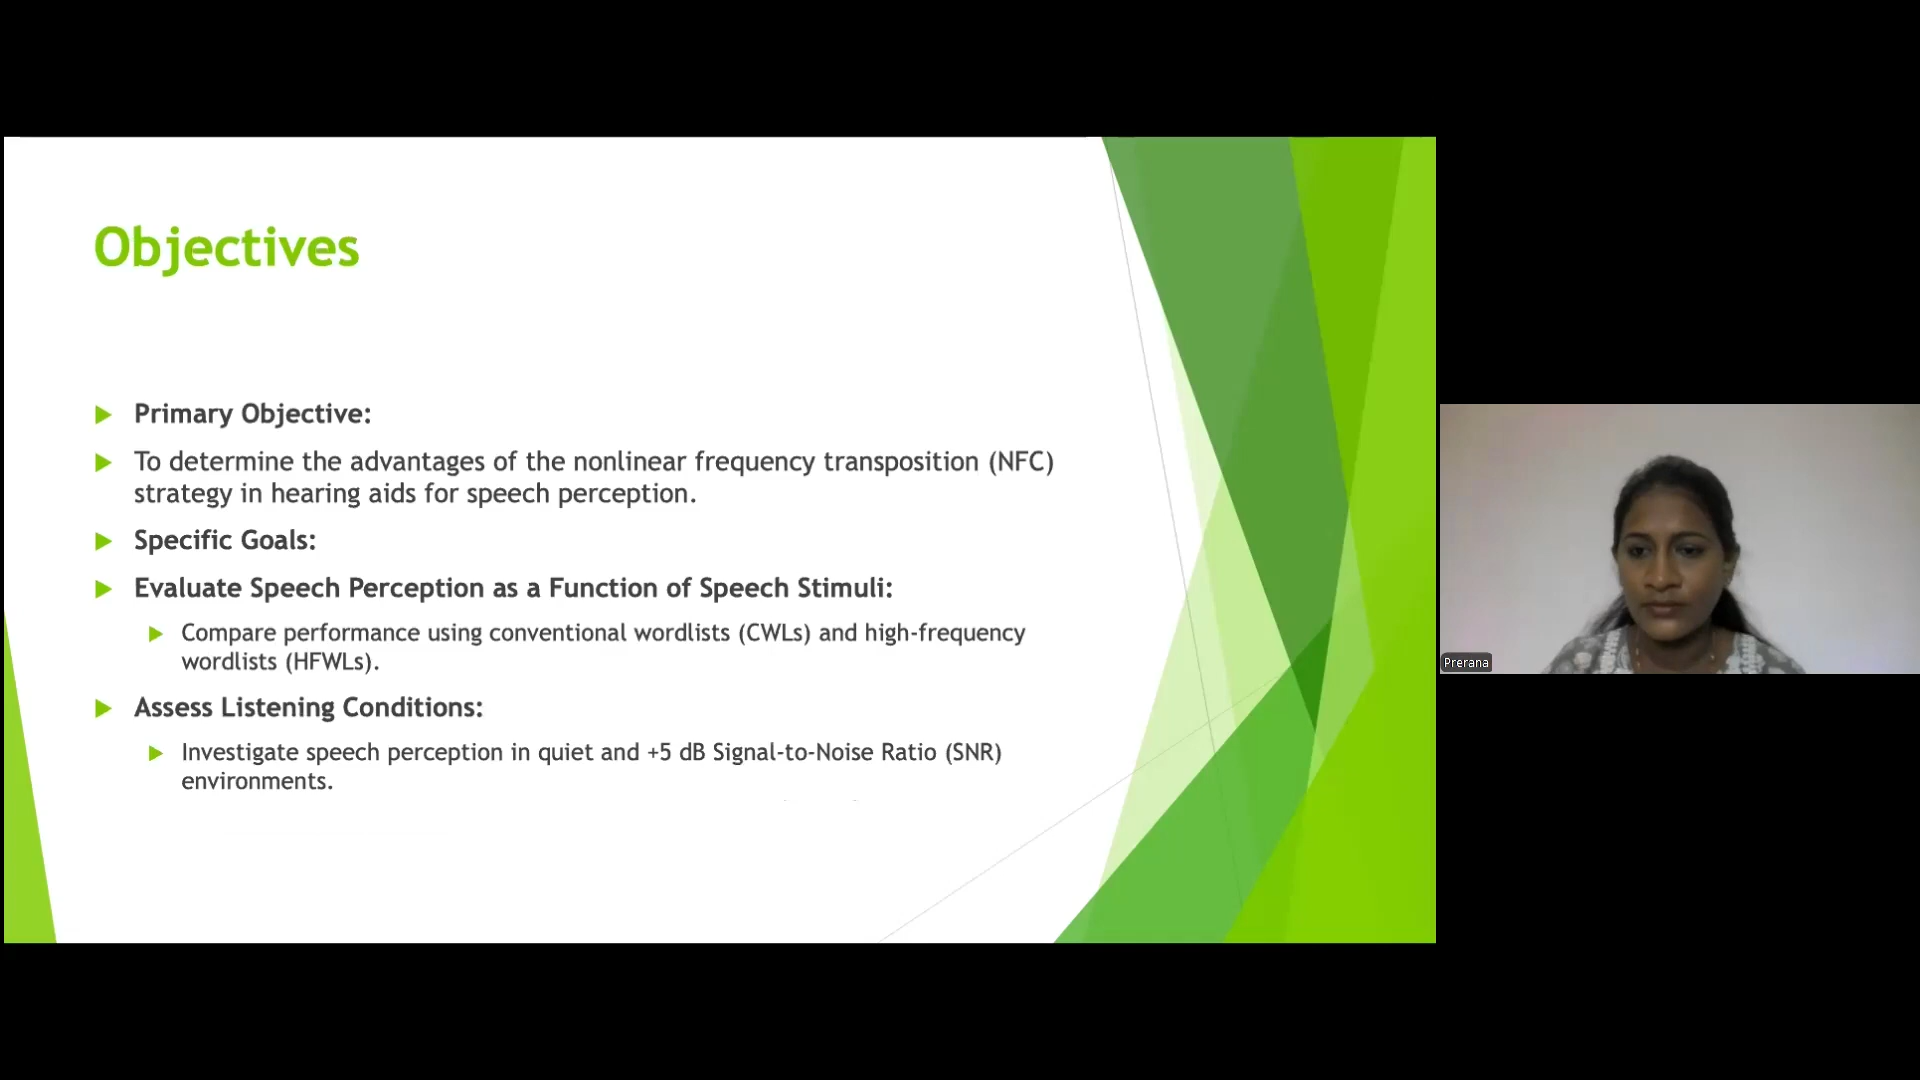 Objectives
Primary Objective:
To determine the advantages of the nonlinear frequency transposition (NFC)
strategy in hearing aids for speech perception.
Specific Goals:
Evaluate Speech Perception as a Function of Speech Stimuli:
Compare performance using conventional wordlists (CWLs) and high-frequency
wordlists (HFWLs).
Assess Listening Conditions:
Investigate speech perception in quiet and +5 dB Signal-to-Noise Ratio (SNR)
environments.
Prerana